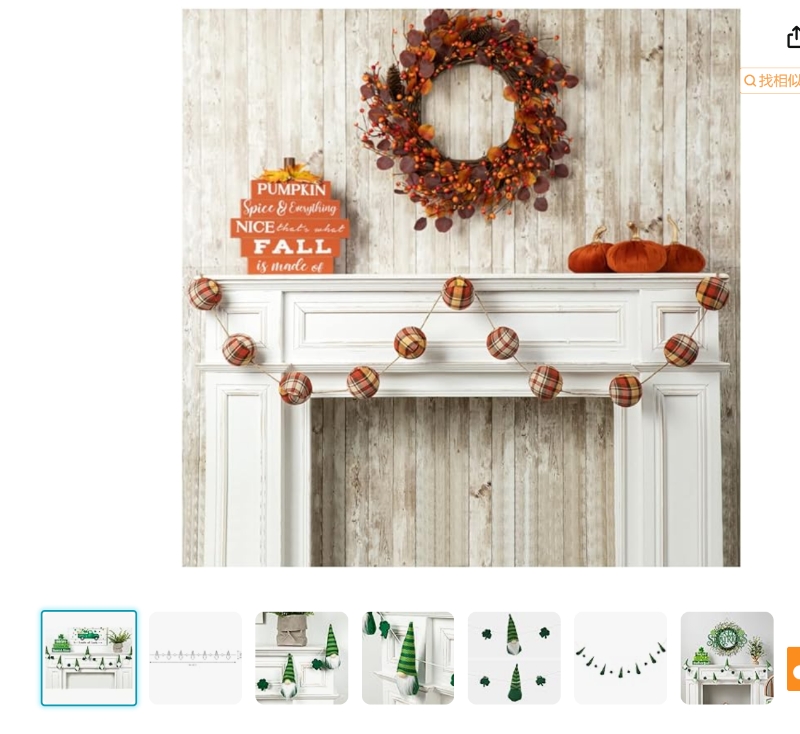 找相似
PUMPKIN
Spice & Everything
NICE that's what
FALL
is made of